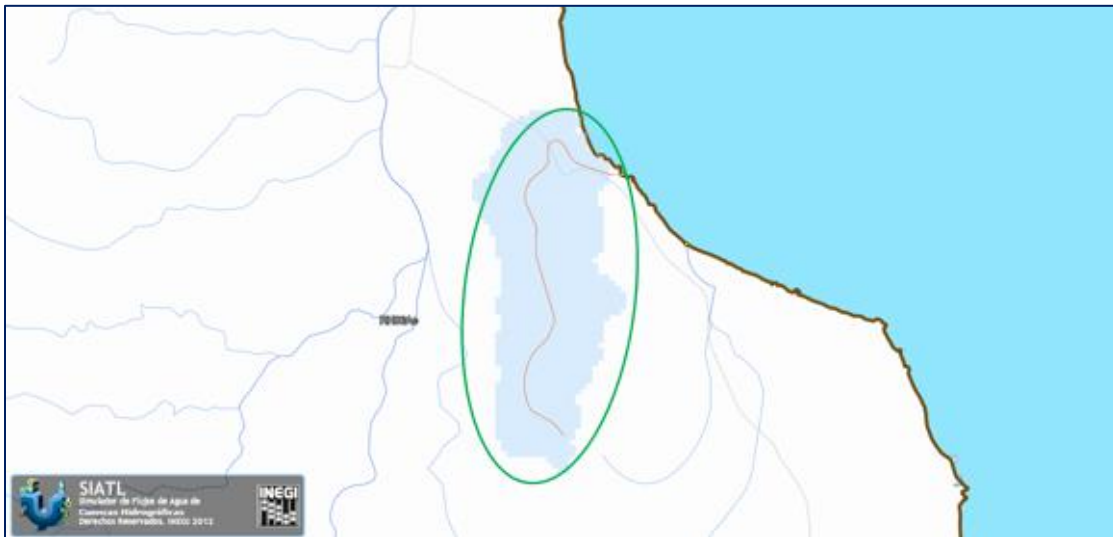 SIATL
Simulador de Flujos de Agua de
Cuencas Hidrográficas
Derechos Reservados. INEGI 2012
INEGI